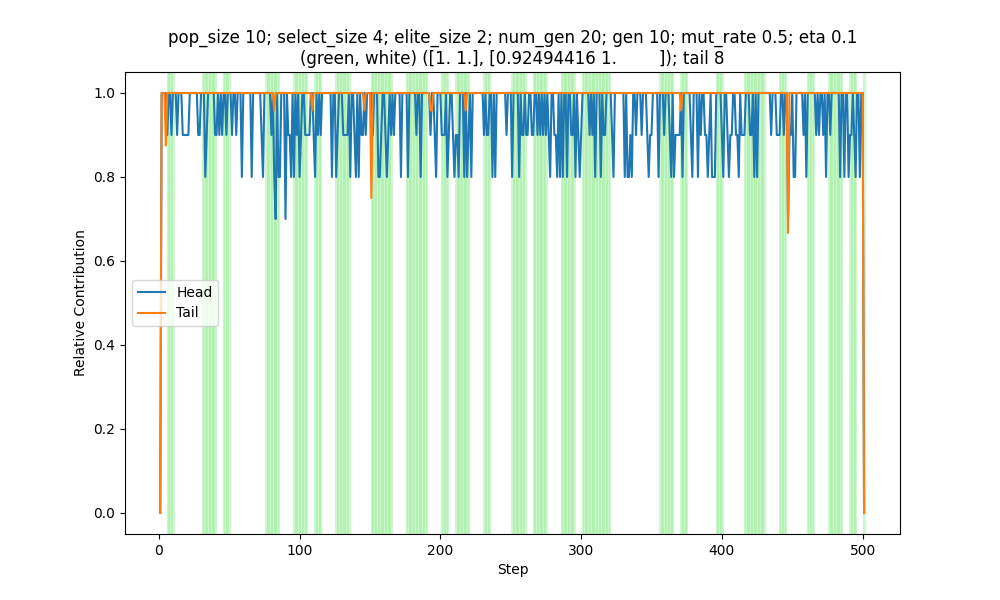 pop_size 10; select_size 4; elite_size 2; num_gen 20; gen 10; mut_rate 0.5; eta 0.1
(green, white) ([1. 1.], [0.92494416 1.         ]); tail 8
1.0
0.8
0.6
0.4
0.2
0.0
Relative Contribution
Head
Tail
0
100
200
300
400
500
Step